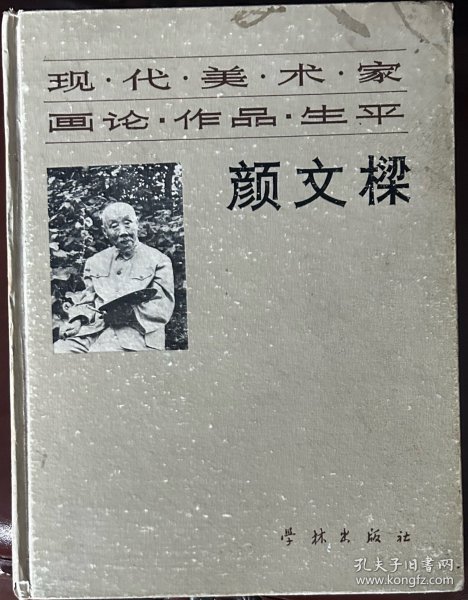 现·代·美·术·家
画论·作品·生平
颜文樑
学林出版社
孔夫子旧书网
www.kongfz.com